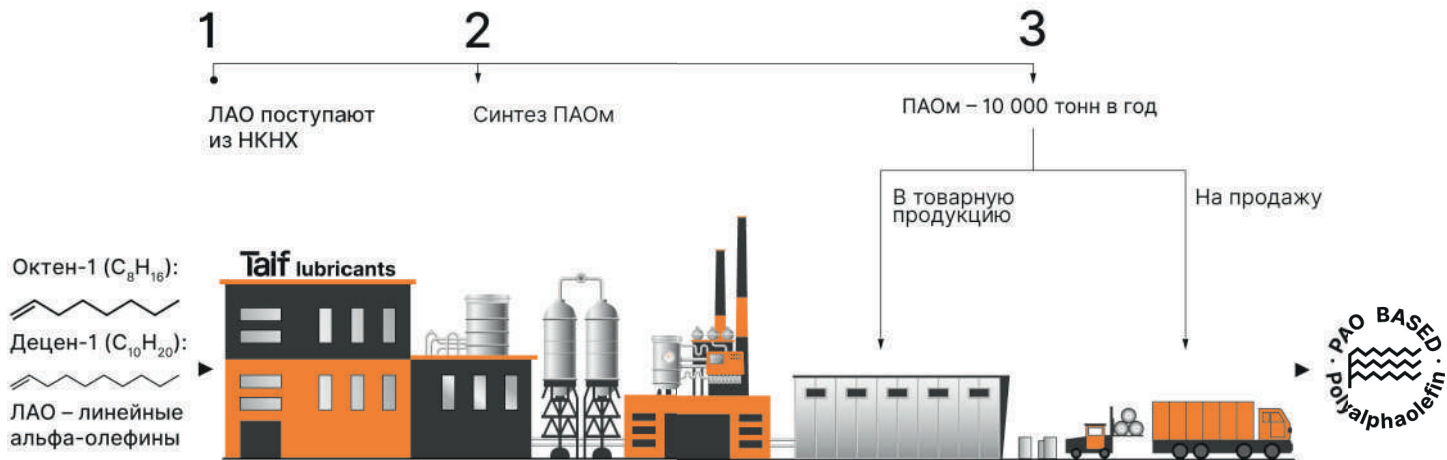 1
2
3
ЛАО поступают
из НКНХ
Синтез ПАОм
ПАОм – 10 000 тонн в год
В товарную
продукцию
На продажу
Октен-1 (C₈H₁₆):
Децен-1 (C₁₀H₂₀):
ЛАО – линейные
альфа-олефины
Taif lubricants
· PAO BASED ·
Polyalphaolefin